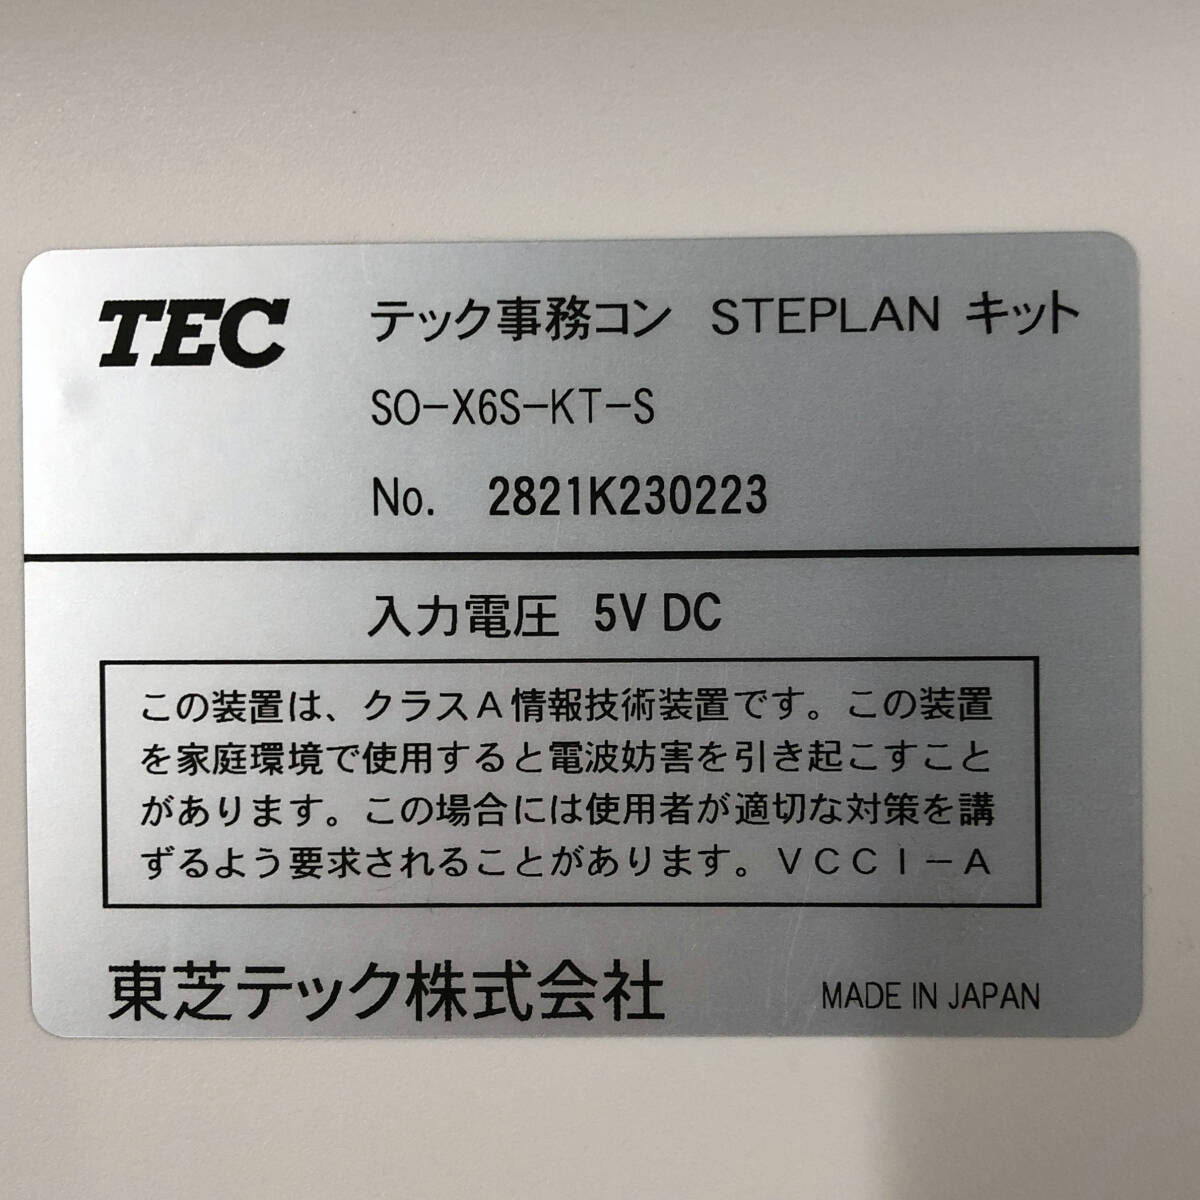 TEC テック事務コン STEPLAN キット
SO-X6S-KT-S
No. 2821K230223
入力電圧 5V DC
この装置は、クラスA情報技術装置です。この装置
を家庭環境で使用すると電波妨害を引き起こすこと
があります。この場合には使用者が適切な対策を講
ずるよう要求されることがあります。VCCI-A
東芝テック株式会社 MADE IN JAPAN